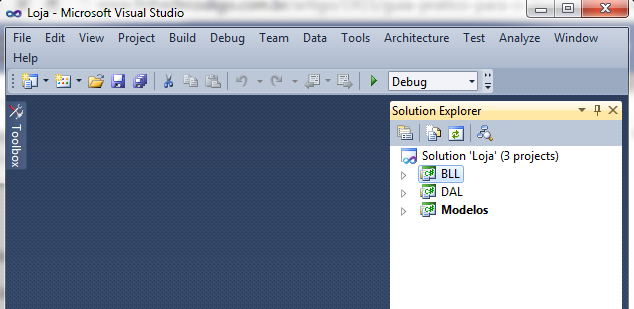 Loja - Microsoft Visual Studio
File Edit View Project Build Debug Team Data Tools Architecture Test Analyze Window
Help
Debug
Toolbox
Solution Explorer
Solution 'Loja' (3 projects)
BLL
DAL
Modelos